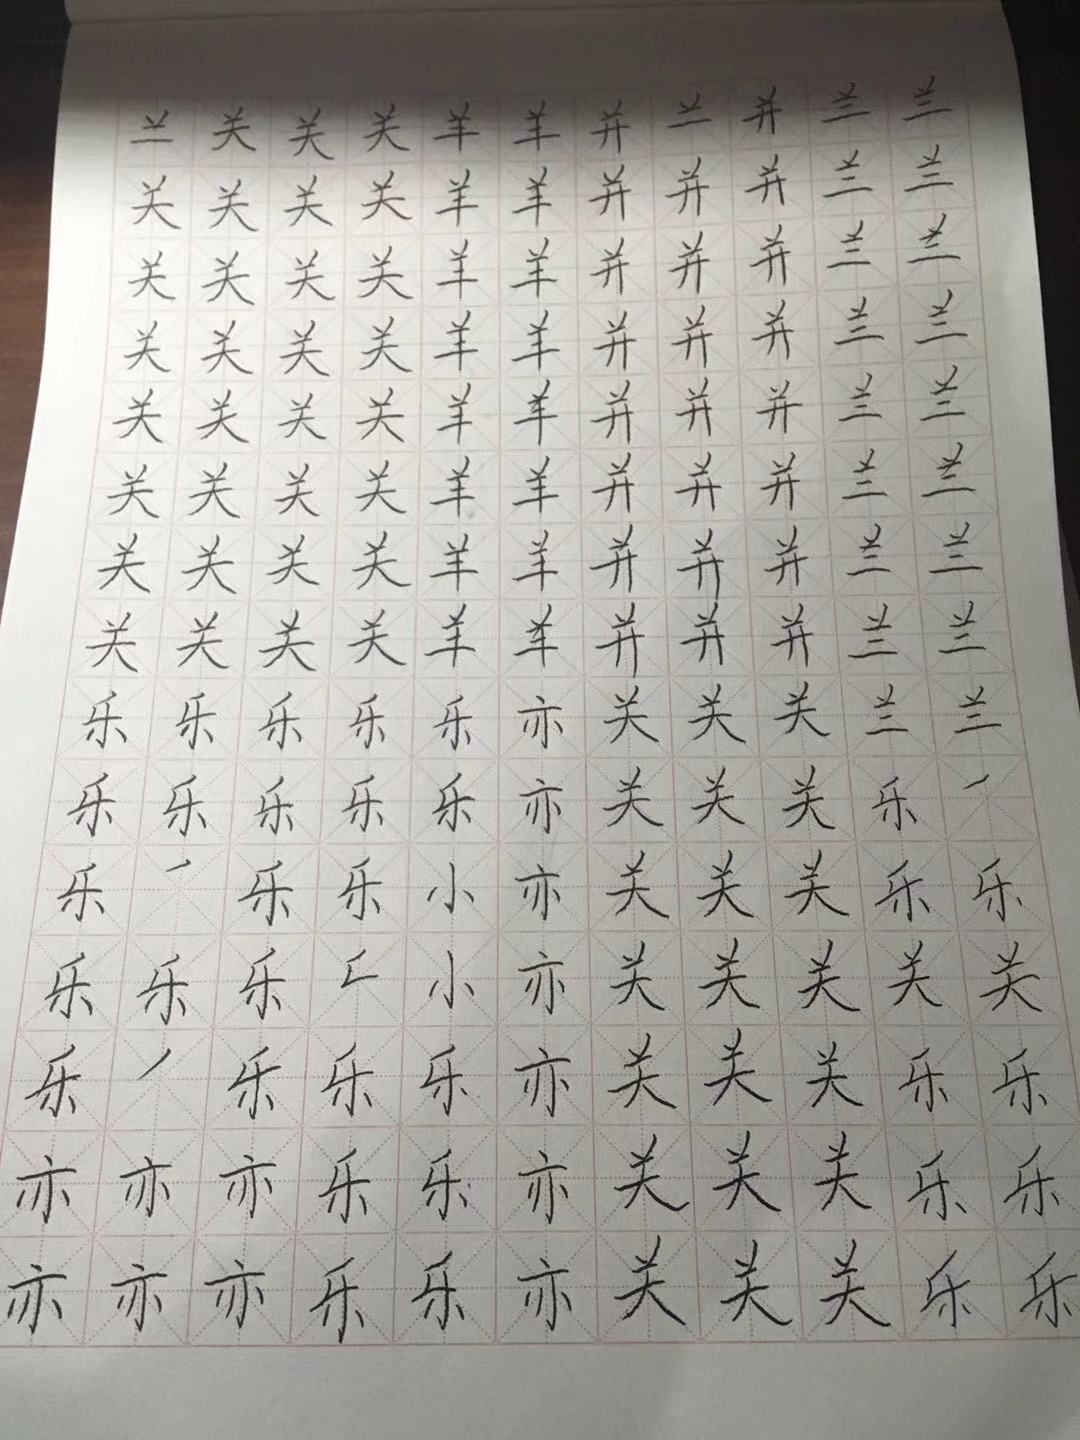 兰 关 关 关 羊 羊 并 兰 并 兰 兰
关 关 关 关 羊 羊 并 并 并 兰 兰
关 关 关 关 羊 羊 并 并 并 兰 兰
关 关 关 关 羊 羊 并 并 并 兰 兰
关 关 关 关 羊 羊 并 并 并 兰 兰
关 关 关 关 羊 羊 并 并 并 兰 兰
关 关 关 关 羊 羊 并 并 并 兰 兰
关 关 关 关 羊 羊 并 并 并 兰 兰
乐 乐 乐 乐 乐 亦 关 关 关 兰 兰
乐 乐 乐 乐 乐 亦 关 关 关 乐
乐 乐 乐 小 亦 关 关 关 乐 乐
乐 乐 乐 小 亦 关 关 关 关 关
乐 乐 乐 乐 亦 关 关 关 乐 乐
亦 亦 亦 乐 乐 亦 关 关 关 乐 乐
亦 亦 亦 乐 乐 亦 关 关 关 乐 乐